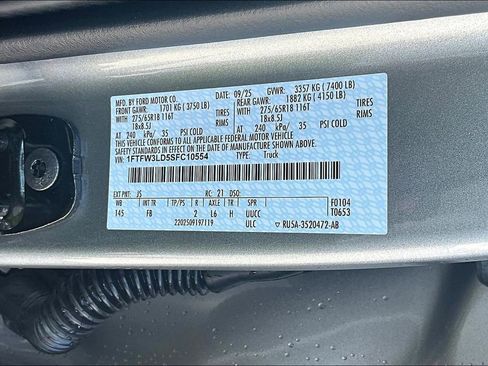 MFD. BY FORD MOTOR CO. 09/25 GVWR: 3357 KG ( 7400 LB)
FRONT GAWR: 1701 KG ( 3750 LB) REAR GAWR: 1882 KG ( 4150 LB)
275/65R18 116T TIRES 275/65R18 116T TIRES
18x8.5J RIMS 18x8.5J RIMS
AT 240 kPa/ 35 PSI COLD AT 240 kPa/ 35 PSI COLD
THIS VEHICLE CONFORMS TO ALL APPLICABLE FEDERAL MOTOR VEHICLE
SAFETY STANDARDS IN EFFECT ON THE DATE OF MANUFACTURE SHOWN ABOVE.
VIN: 1FTFW3LD5SFC10554 TYPE: Truck
EXT PNT: JS RC: 21 DSO: F0104
WB INT TR TP/PS R AXLE TR SPR T0653
145 FB 2 L6 H UUCC
2202509197119 ULC ▽ RU5A-3520472-AB